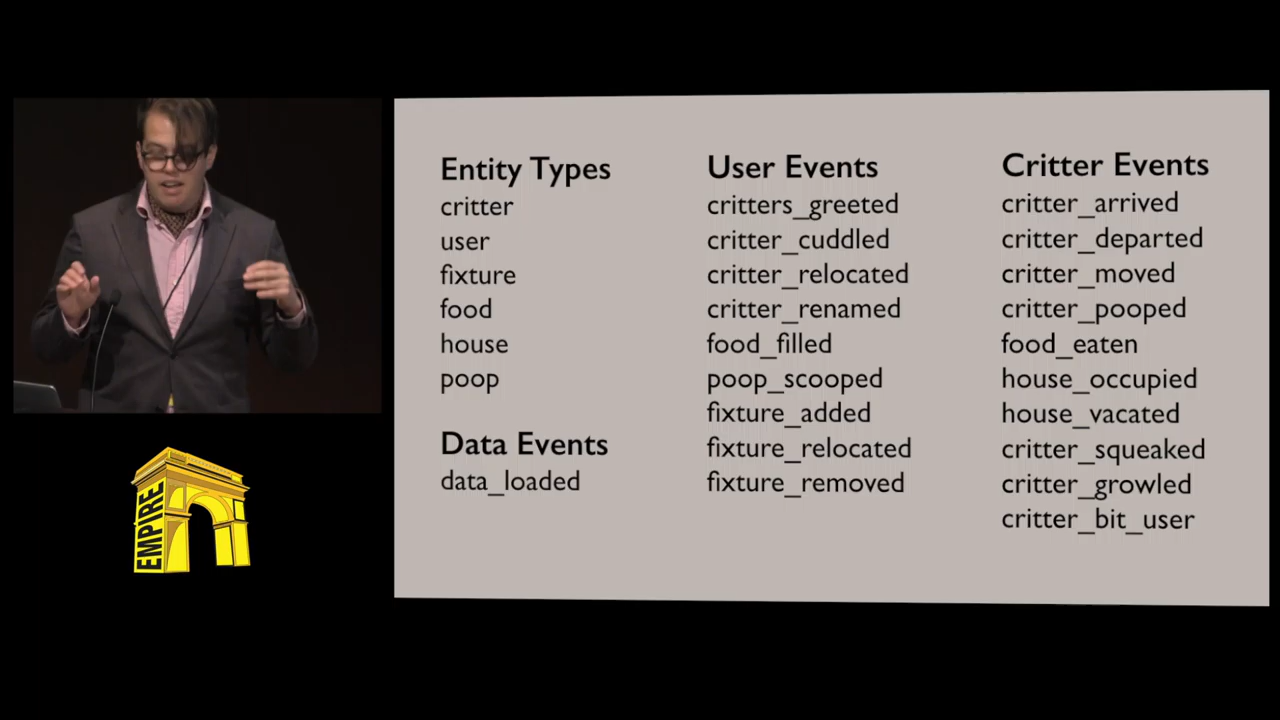 Entity Types
critter
user
fixture
food
house
poop
Data Events
data_loaded
User Events
critters_greeted
critter_cuddled
critter_relocated
critter_renamed
food_filled
poop_scooped
fixture_added
fixture_relocated
fixture_removed
Critter Events
critter_arrived
critter_departed
critter_moved
critter_pooped
food_eaten
house_occupied
house_vacated
critter_squeaked
critter_growled
critter_bit_user
EMPIRE